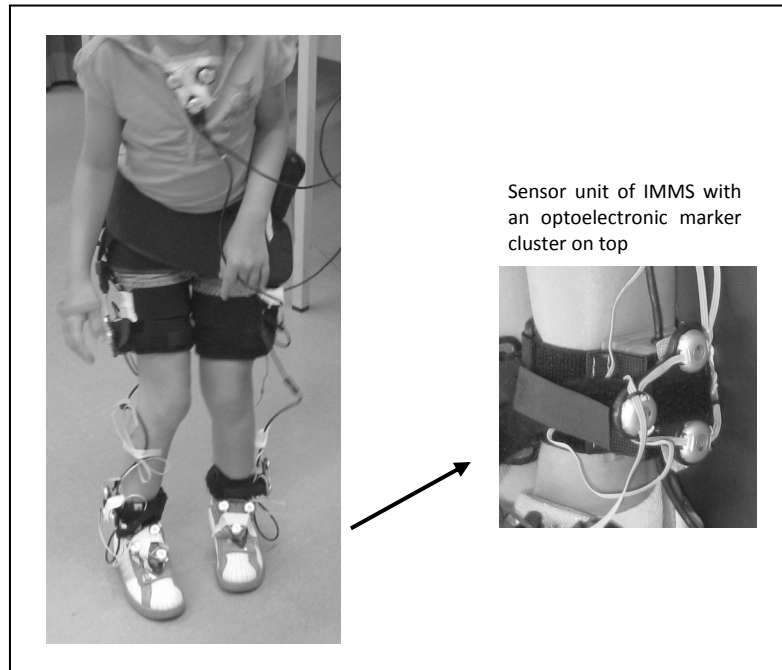 Sensor unit of IMMS with
an optoelectronic marker
cluster on top